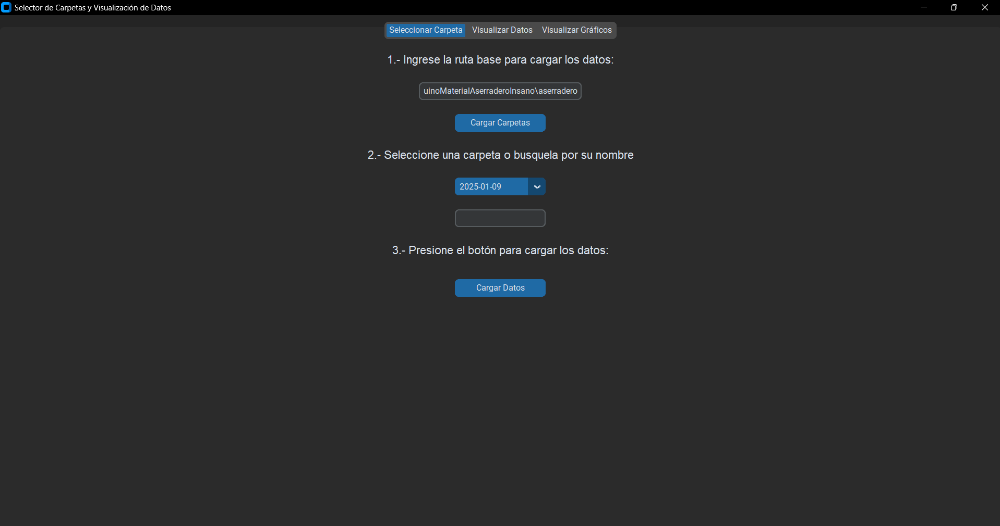 Selector de Carpetas y Visualización de Datos
Seleccionar Carpeta Visualizar Datos Visualizar Gráficos
1.- Ingrese la ruta base para cargar los datos:
uinoMaterialAserraderoInsano\aserradero
Cargar Carpetas
2.- Seleccione una carpeta o busquela por su nombre
2025-01-09
3.- Presione el botón para cargar los datos:
Cargar Datos